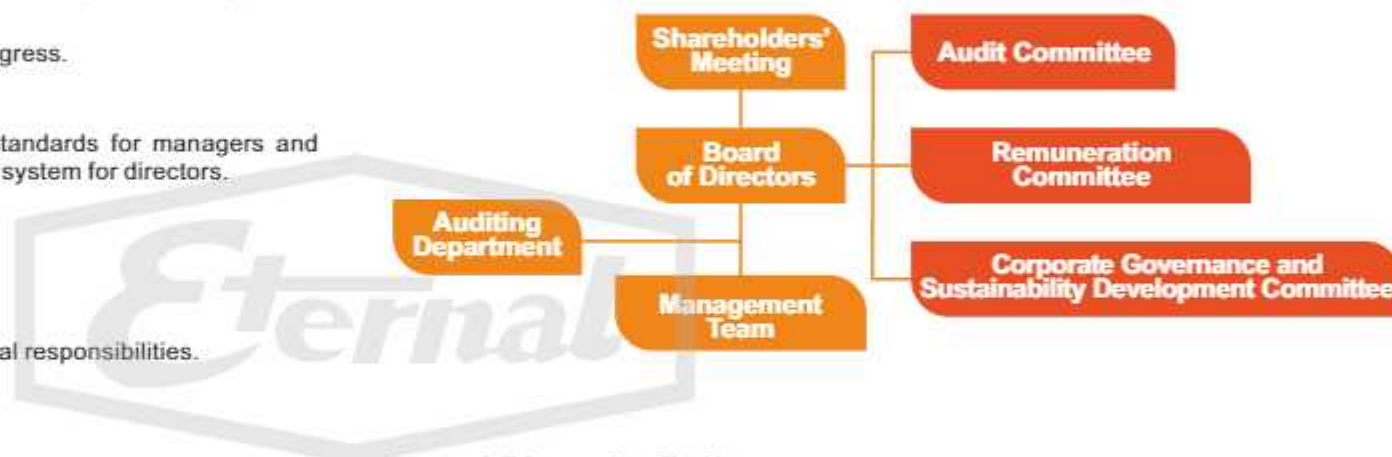 gress.
tandards for managers and
system for directors.
al responsibilities.
Shareholders'
Meeting
Audit Committee
Board
of Directors
Remuneration
Committee
Auditing
Department
Corporate Governance and
Sustainability Development Committee
Management
Team
Eternal